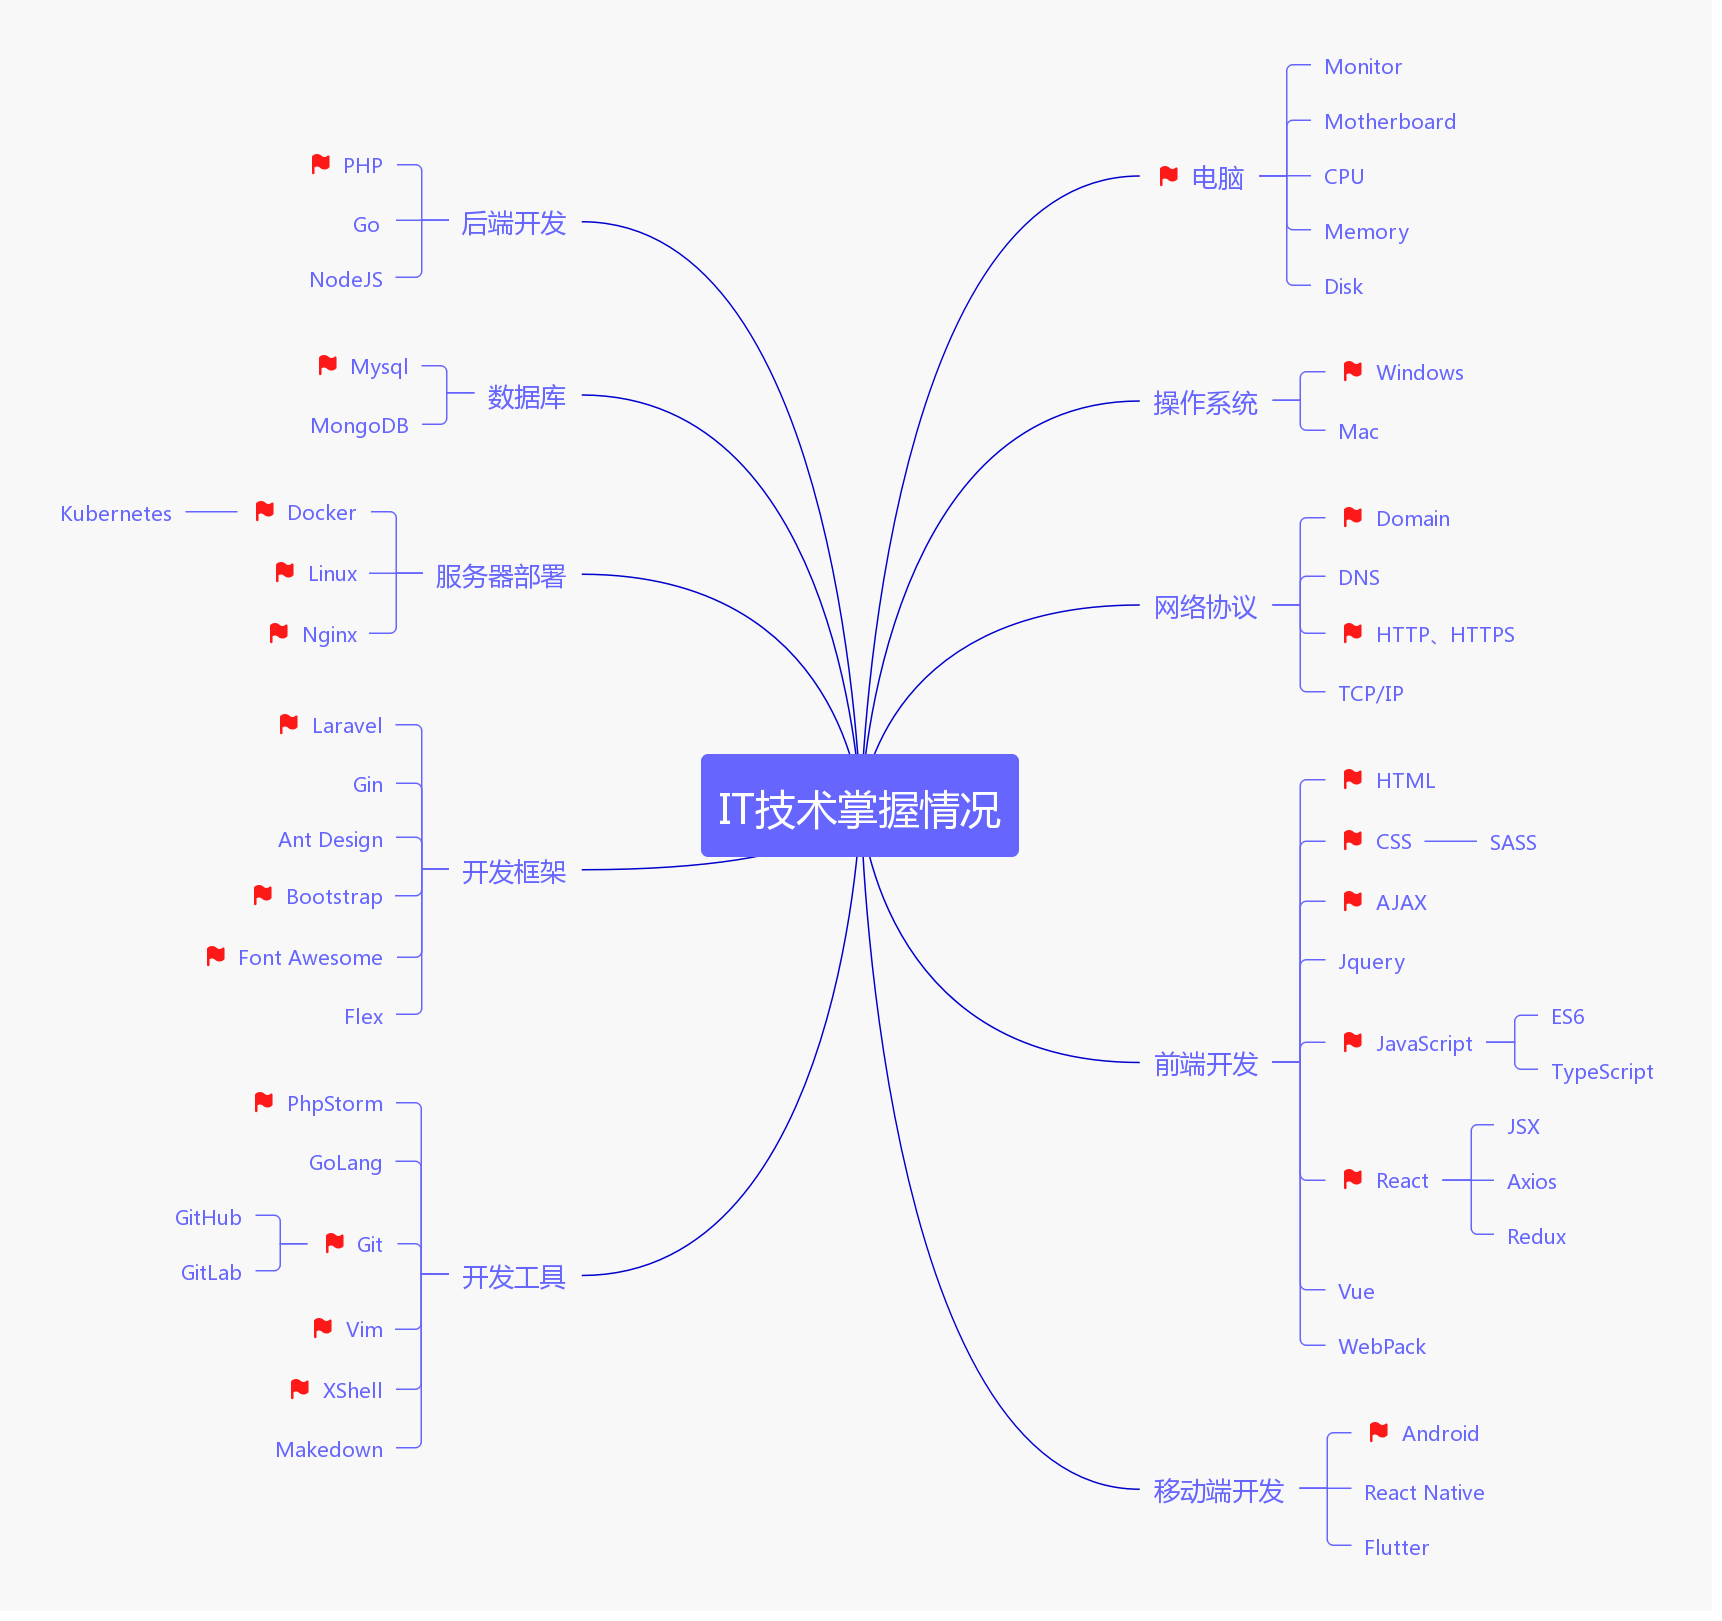 IT技术掌握情况
电脑
Monitor
Motherboard
CPU
Memory
Disk
操作系统
Windows
Mac
网络协议
Domain
DNS
HTTP、HTTPS
TCP/IP
前端开发
HTML
CSS
SASS
AJAX
Jquery
JavaScript
ES6
TypeScript
React
JSX
Axios
Redux
Vue
WebPack
移动端开发
Android
React Native
Flutter
后端开发
PHP
Go
NodeJS
数据库
Mysql
MongoDB
服务器部署
Docker
Kubernetes
Linux
Nginx
开发框架
Laravel
Gin
Ant Design
Bootstrap
Font Awesome
Flex
开发工具
PhpStorm
GoLang
Git
GitHub
GitLab
Vim
XShell
Makedown